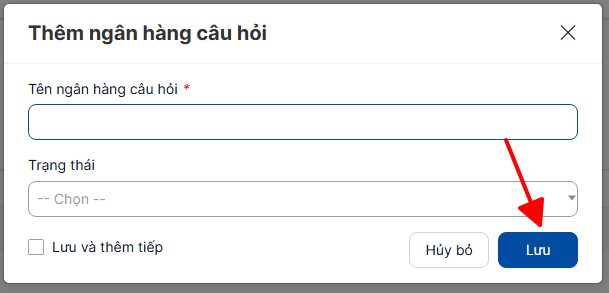 Thêm ngân hàng câu hỏi
Tên ngân hàng câu hỏi *
Trạng thái
-- Chọn --
Lưu và thêm tiếp
Hủy bỏ
Lưu